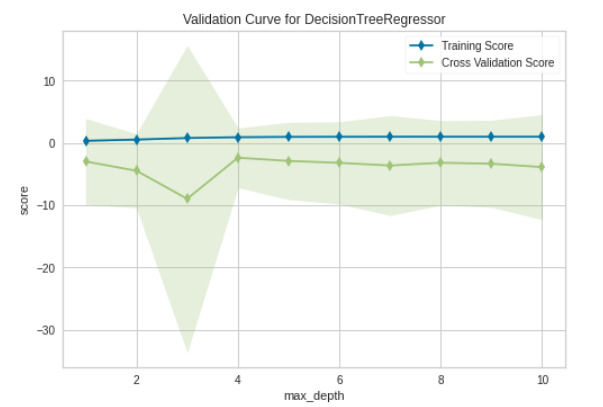 Validation Curve for DecisionTreeRegressor
Training Score
Cross Validation Score
10
0
−10
−20
−30
score
2
4
6
8
10
max_depth